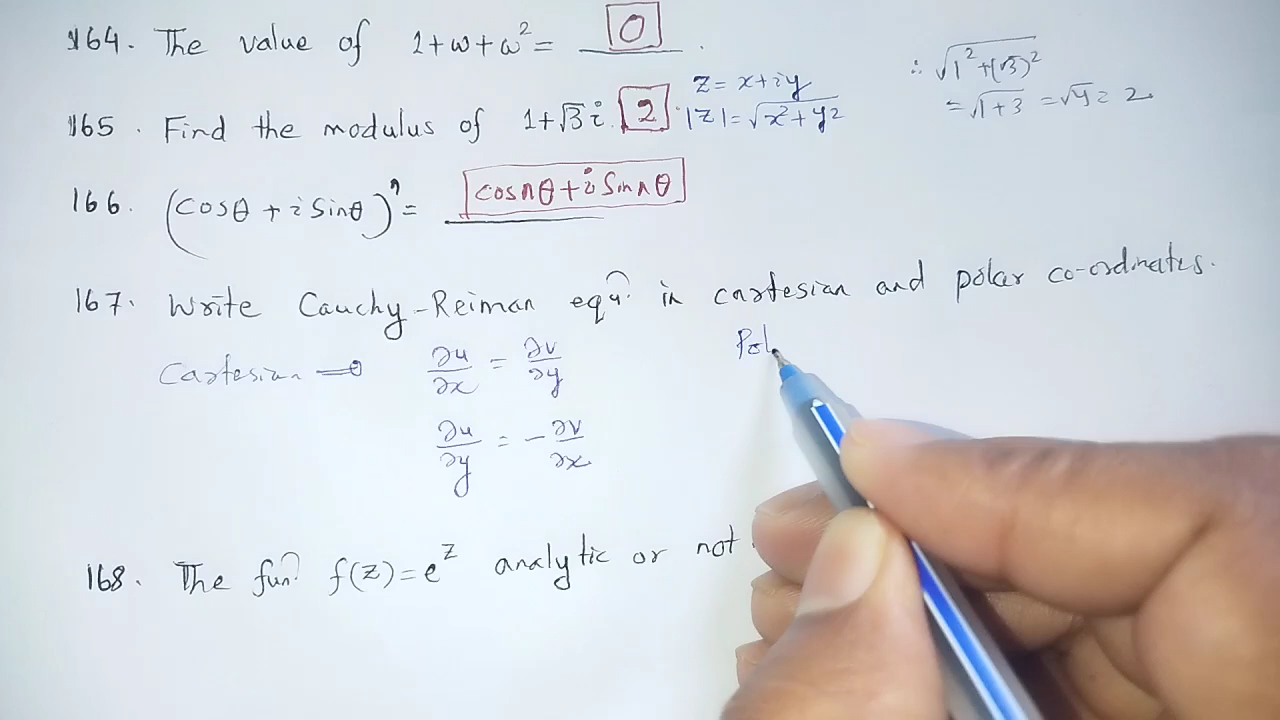 164. The value of 1+ω+ω²= 0.
∴ √1²+(√3)²
= √1+3 = √4 = 2
165. Find the modulus of 1+√3i. 2
z = x+iy
|z| = √x²+y²
166. (cosθ + i Sinθ)ⁿ = cosnθ+i Sinnθ
167. Write Cauchy-Reiman eqⁿ. in cartesian and polar co-ordinates.
Cartesian ⇒ ∂u/∂x = ∂v/∂y
Pol
∂u/∂y = -∂v/∂x
168. The funⁿ f(z)=e^z analytic or not.